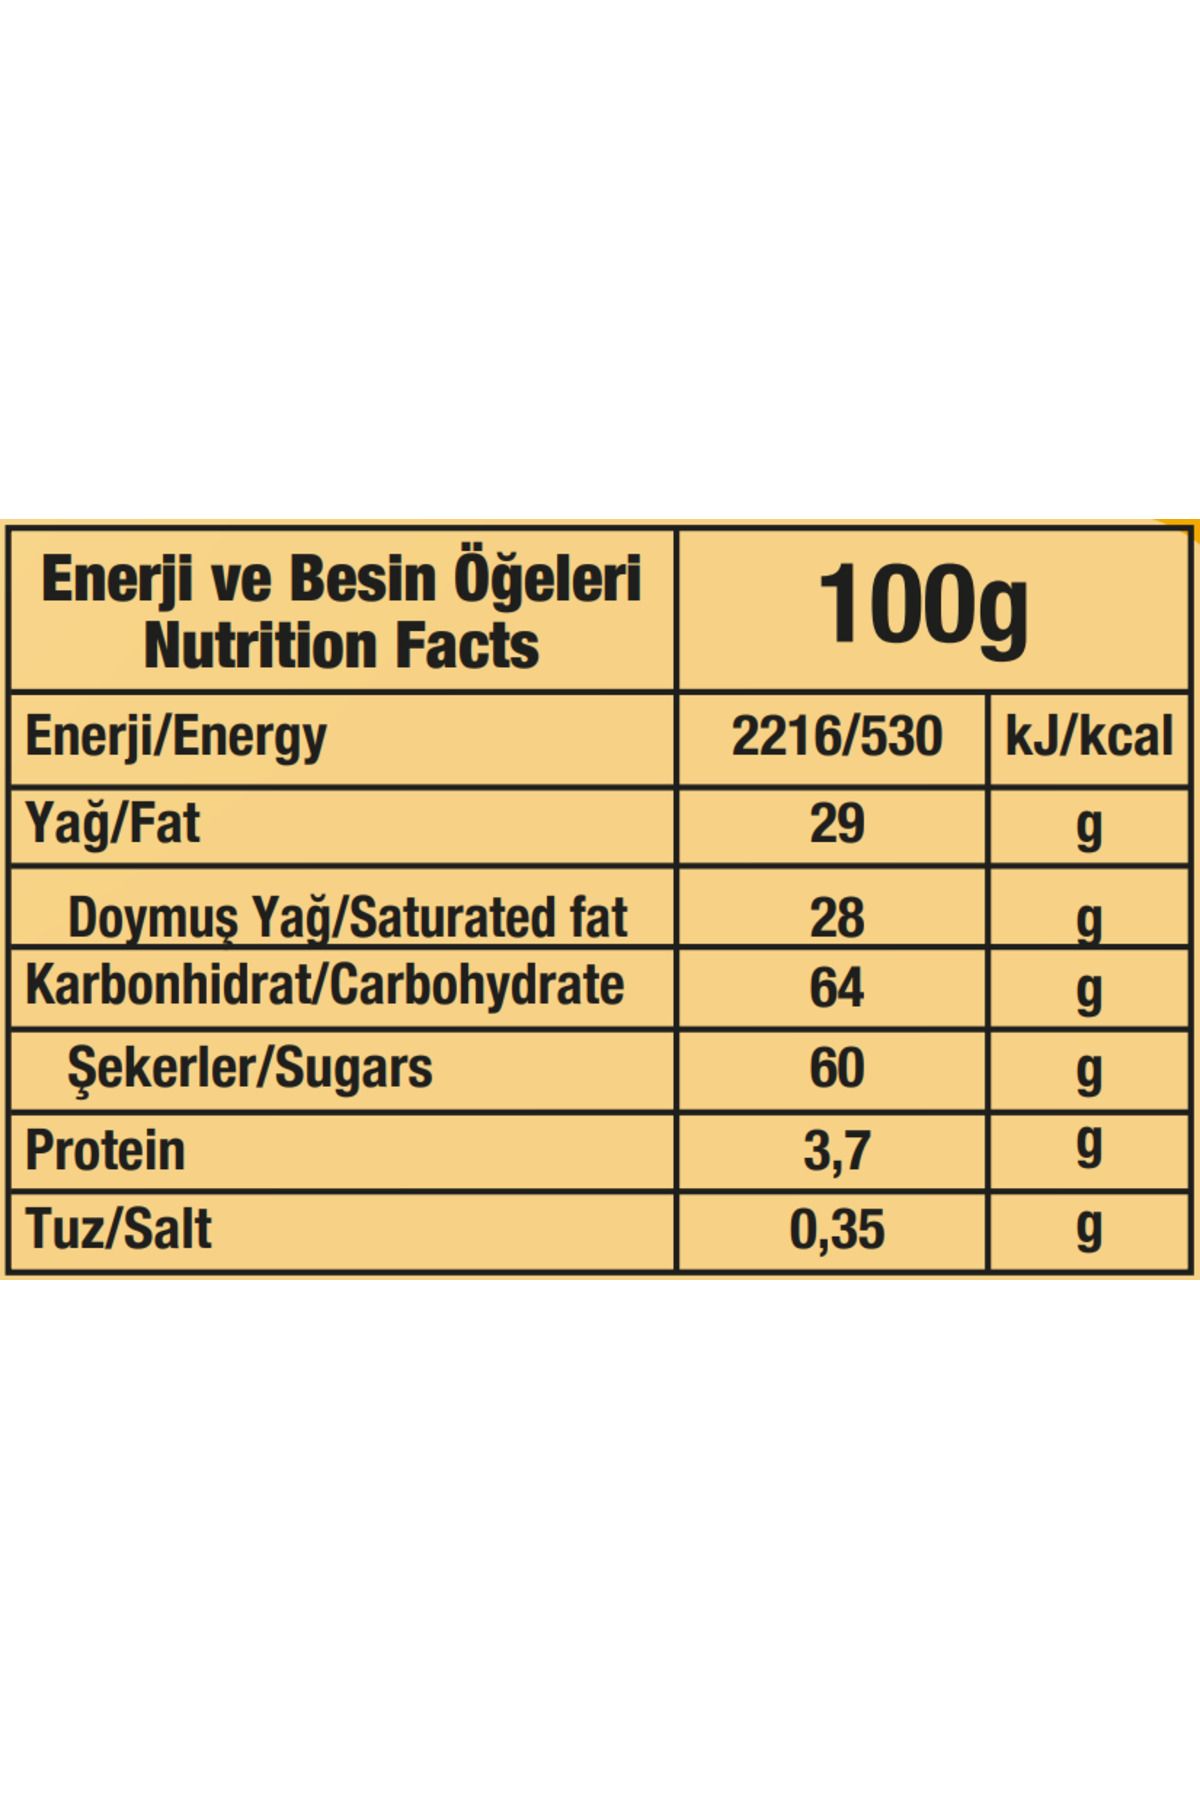 Enerji ve Besin Öğeleri
Nutrition Facts
100g
Enerji/Energy 2216/530 kJ/kcal
Yağ/Fat 29 g
Doymuş Yağ/Saturated fat 28 g
Karbonhidrat/Carbohydrate 64 g
Şekerler/Sugars 60 g
Protein 3,7 g
Tuz/Salt 0,35 g